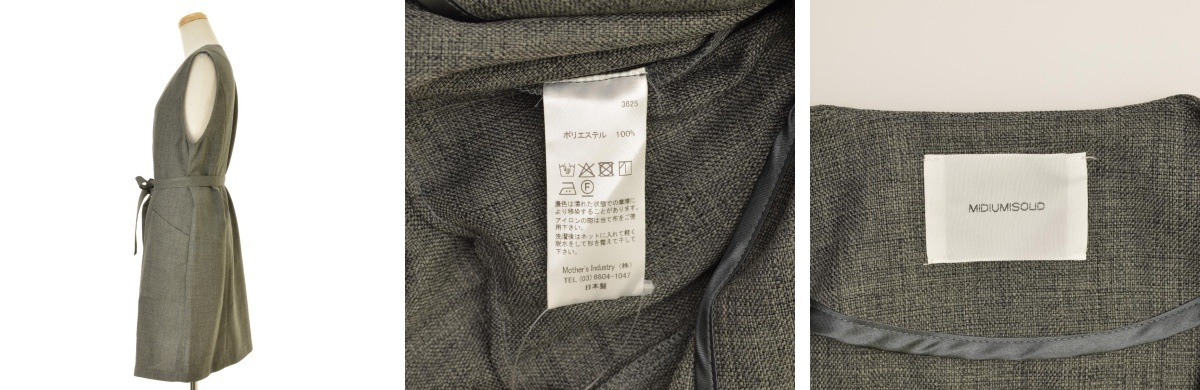 3625
ポリエステル 100%
濃色は濡れた状態での摩擦に
より移染することがあります。
アイロンの際は当て布をご使
用下さい。
洗濯後はネットに入れて軽く
脱水をして形を整えて干して
下さい。
Mother's Industry (株)
TEL (03) 6804-1047
日本製
MIDIUMISOLID